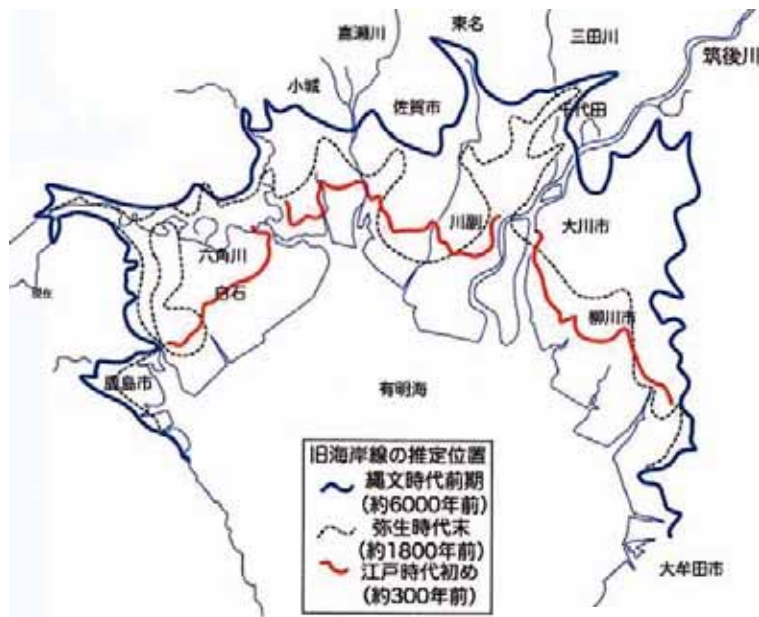 嘉瀬川
東名
三田川
筑後川
小城
佐賀市
千代田
川副
大川市
六角川
白石
現在
柳川市
鹿島市
有明海
旧海岸線の推定位置
縄文時代前期
(約6000年前)
弥生時代末
(約1800年前)
江戸時代初め
(約300年前)
大牟田市